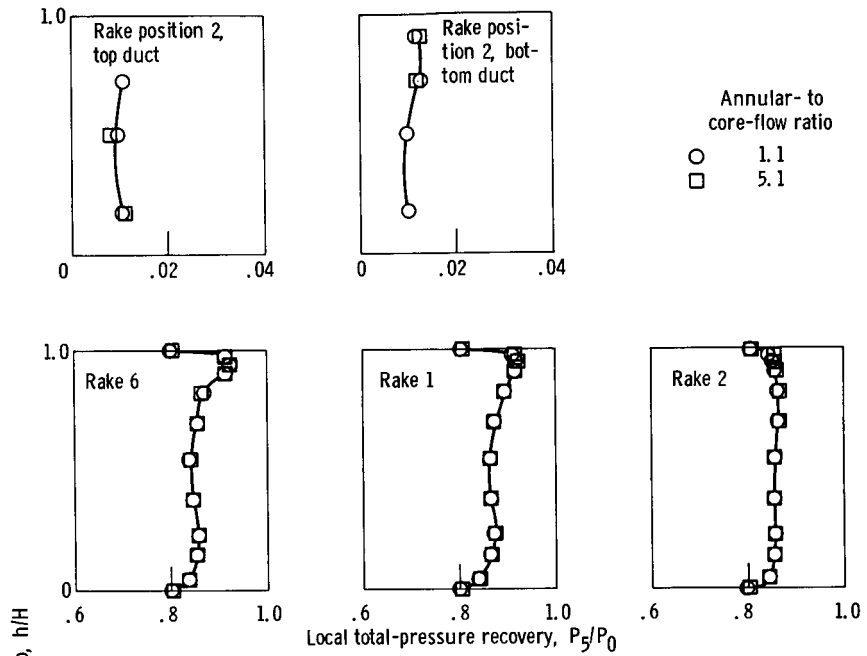 1.0
Rake position 2,
top duct
Rake posi-
tion 2, bot-
tom duct
Annular- to
core-flow ratio
1.1
5.1
0 .02 .04
0 .02 .04
1.0
Rake 6
Rake 1
Rake 2
0
.6 .8 1.0
.6 .8 1.0
.6 .8 1.0
Local total-pressure recovery, P5/P0
h/H